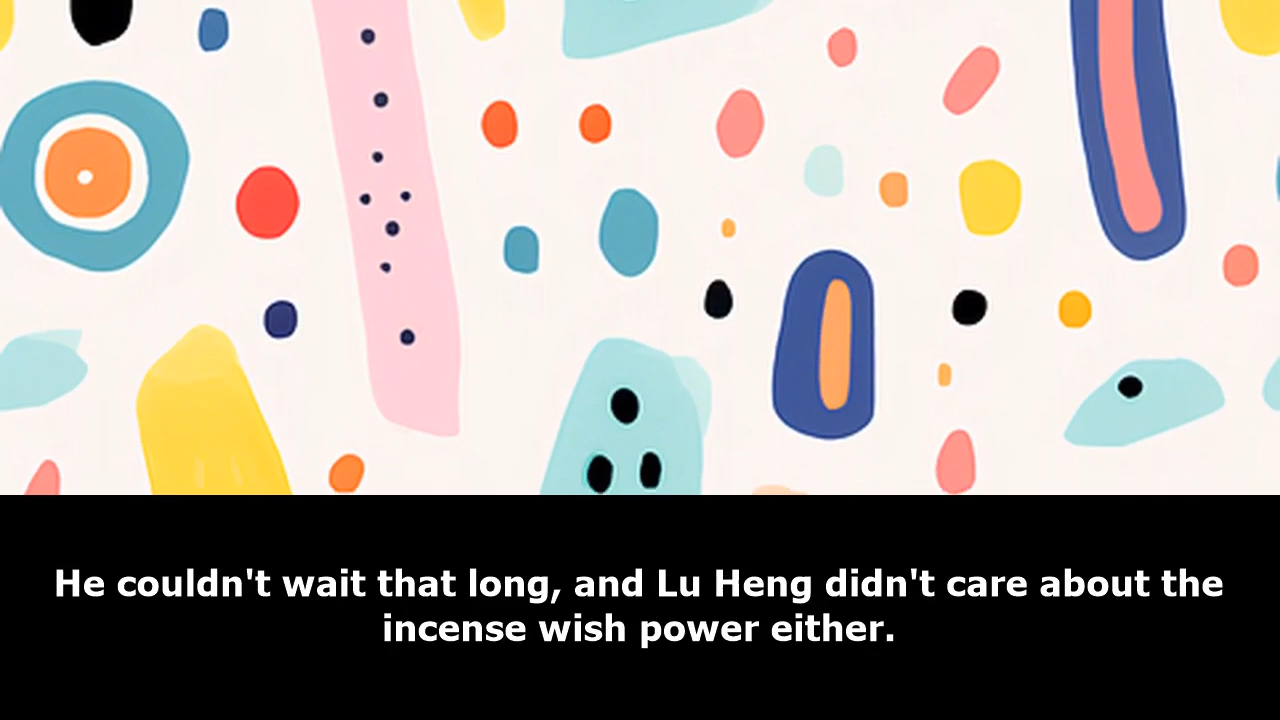 He couldn't wait that long, and Lu Heng didn't care about the
incense wish power either.